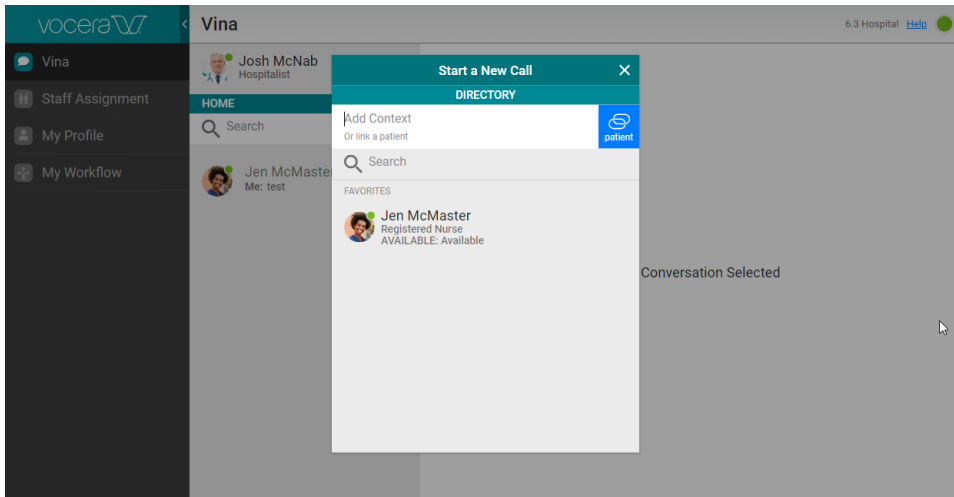 vocera
Vina
6.3 Hospital Help
Vina
Staff Assignment
My Profile
My Workflow
Josh McNab
Hospitalist
HOME
Search
Jen McMaste
Me: test
Start a New Call
DIRECTORY
Add Context
Or link a patient
patient
Search
FAVORITES
Jen McMaster
Registered Nurse
AVAILABLE: Available
Conversation Selected